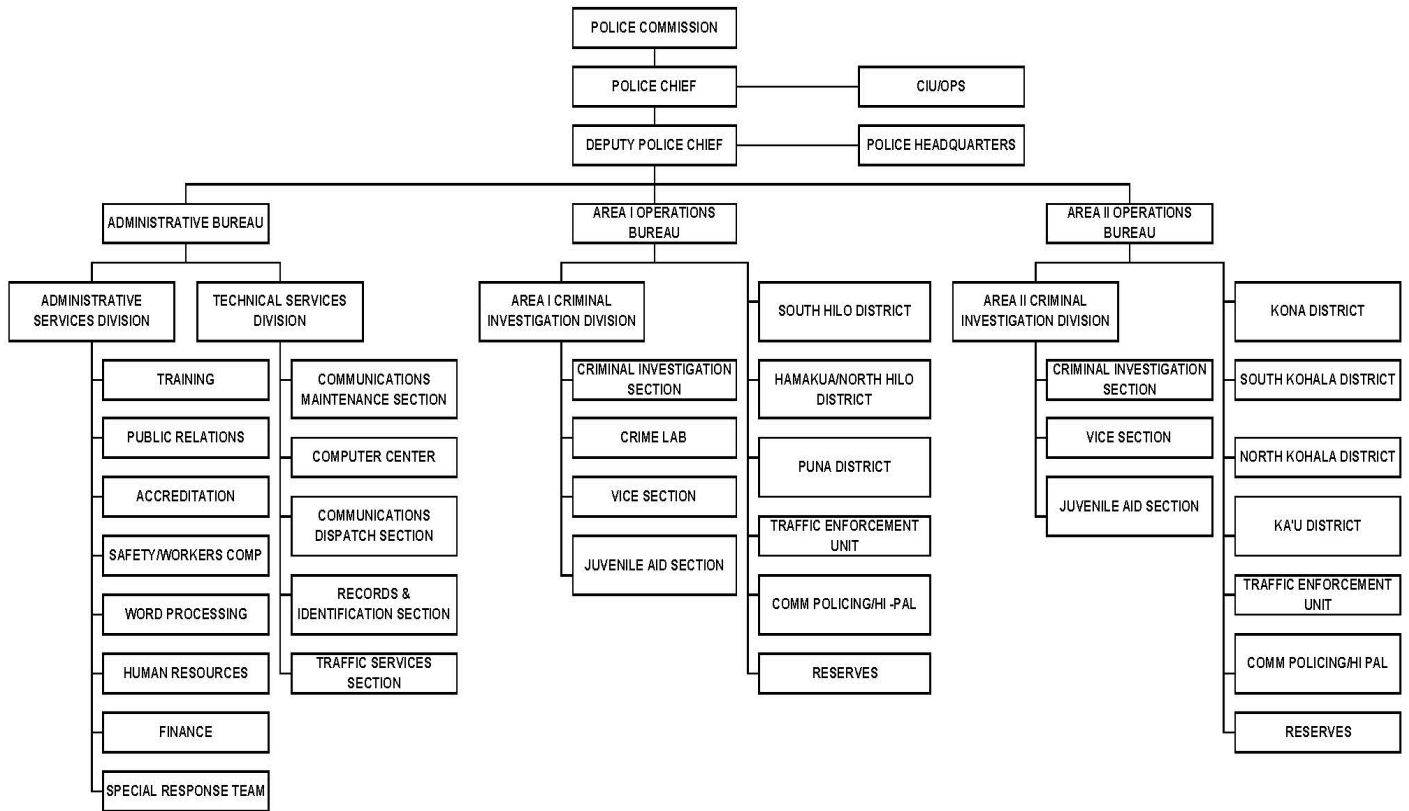 POLICE COMMISSION
POLICE CHIEF
CIU/OPS
DEPUTY POLICE CHIEF
POLICE HEADQUARTERS
ADMINISTRATIVE BUREAU
AREA I OPERATIONS
BUREAU
AREA II OPERATIONS
BUREAU
ADMINISTRATIVE
SERVICES DIVISION
TECHNICAL SERVICES
DIVISION
AREA I CRIMINAL
INVESTIGATION DIVISION
SOUTH HILO DISTRICT
AREA II CRIMINAL
INVESTIGATION DIVISION
KONA DISTRICT
TRAINING
PUBLIC RELATIONS
ACCREDITATION
SAFETY/WORKERS COMP
WORD PROCESSING
HUMAN RESOURCES
FINANCE
SPECIAL RESPONSE TEAM
COMMUNICATIONS
MAINTENANCE SECTION
COMPUTER CENTER
COMMUNICATIONS
DISPATCH SECTION
RECORDS &
IDENTIFICATION SECTION
TRAFFIC SERVICES
SECTION
CRIMINAL INVESTIGATION
SECTION
CRIME LAB
VICE SECTION
JUVENILE AID SECTION
HAMAKUA/NORTH HILO
DISTRICT
PUNA DISTRICT
TRAFFIC ENFORCEMENT
UNIT
COMM POLICING/HI -PAL
RESERVES
CRIMINAL INVESTIGATION
SECTION
VICE SECTION
JUVENILE AID SECTION
SOUTH KOHALA DISTRICT
NORTH KOHALA DISTRICT
KA'U DISTRICT
TRAFFIC ENFORCEMENT
UNIT
COMM POLICING/HI PAL
RESERVES